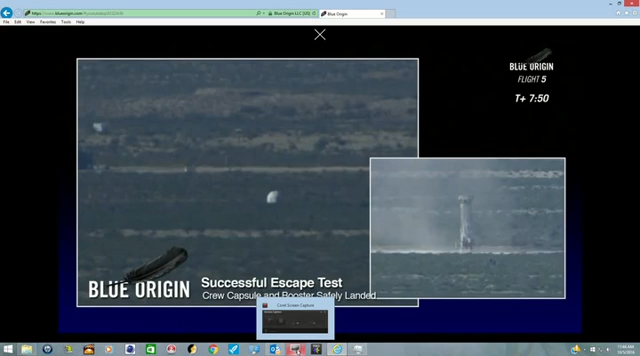 Blue Origin LLC [US]
Blue Origin
File Edit View Favorites Tools Help
BLUE ORIGIN
FLIGHT 5
T+ 7:50
BLUE ORIGIN
Successful Escape Test
Crew Capsule and Booster Safely Landed
Corel Screen Capture